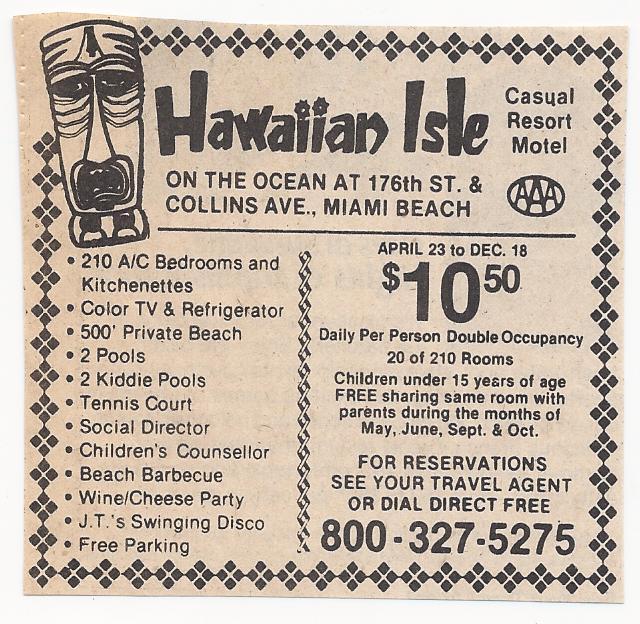 Hawaiian Isle
Casual
Resort
Motel
ON THE OCEAN AT 176th ST. &
COLLINS AVE., MIAMI BEACH
AAA
• 210 A/C Bedrooms and
Kitchenettes
• Color TV & Refrigerator
• 500' Private Beach
• 2 Pools
• 2 Kiddie Pools
• Tennis Court
• Social Director
• Children's Counsellor
• Beach Barbecue
• Wine/Cheese Party
• J.T.'s Swinging Disco
• Free Parking
APRIL 23 to DEC. 18
$10 50
Daily Per Person Double Occupancy
20 of 210 Rooms
Children under 15 years of age
FREE sharing same room with
parents during the months of
May, June, Sept. & Oct.
FOR RESERVATIONS
SEE YOUR TRAVEL AGENT
OR DIAL DIRECT FREE
800-327-5275